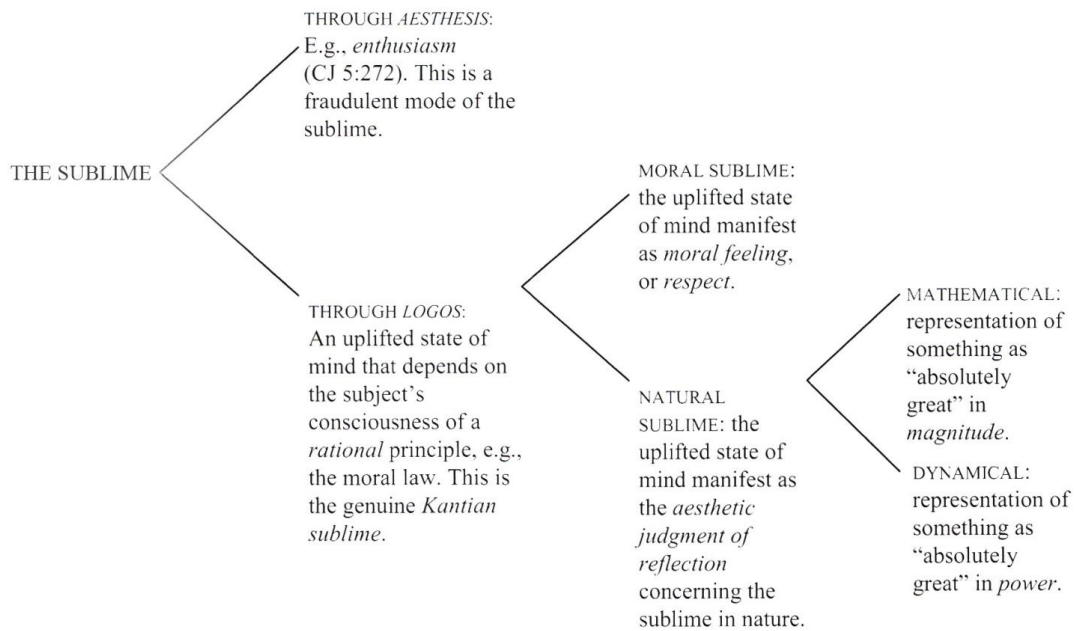 THROUGH AESTHESIS:
E.g., enthusiasm
(CJ 5:272). This is a
fraudulent mode of the
sublime.
THE SUBLIME
THROUGH LOGOS:
An uplifted state of
mind that depends on
the subject's
consciousness of a
rational principle, e.g.,
the moral law. This is
the genuine Kantian
sublime.
MORAL SUBLIME:
the uplifted state
of mind manifest
as moral feeling,
or respect.
NATURAL
SUBLIME: the
uplifted state of
mind manifest as
the aesthetic
judgment of
reflection
concerning the
sublime in nature.
MATHEMATICAL:
representation of
something as
“absolutely
great” in
magnitude.
DYNAMICAL:
representation of
something as
“absolutely
great” in power.